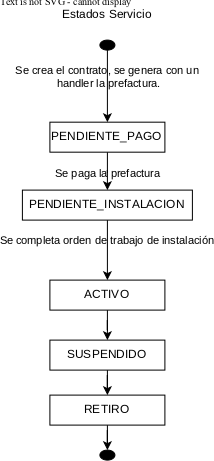 Text is not SVG - cannot display
Estados Servicio
Se crea el contrato, se genera con un
handler la prefactura.
PENDIENTE_PAGO
Se paga la prefactura
PENDIENTE_INSTALACION
Se completa orden de trabajo de instalación
ACTIVO
SUSPENDIDO
RETIRO